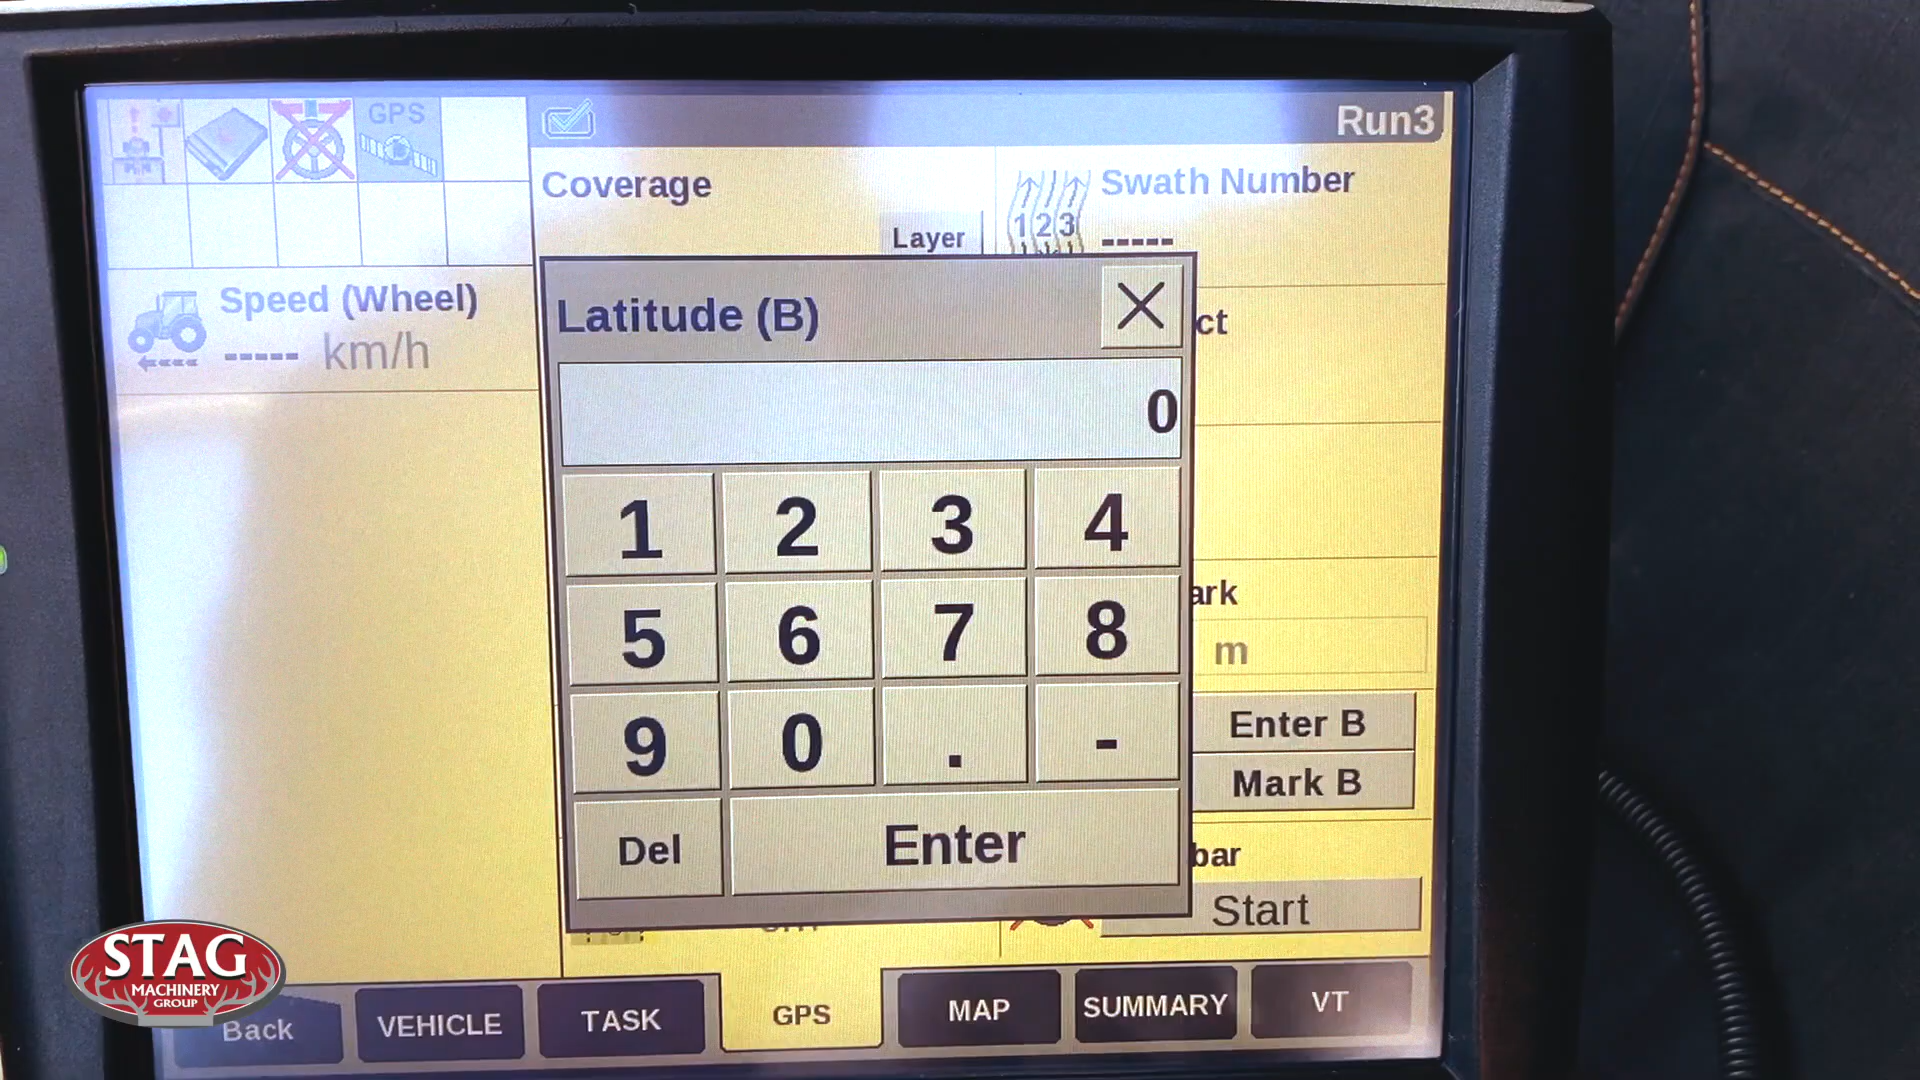 GPS
Run3
Coverage
Swath Number
Layer
123
-----
Speed (Wheel)
----- km/h
Latitude (B)
ct
0
1 2 3 4
5 6 7 8
9 0 . -
Del Enter
ark
m
Enter B
Mark B
bar
Start
STAG
MACHINERY
GROUP
Back
VEHICLE
TASK
GPS
MAP
SUMMARY
VT